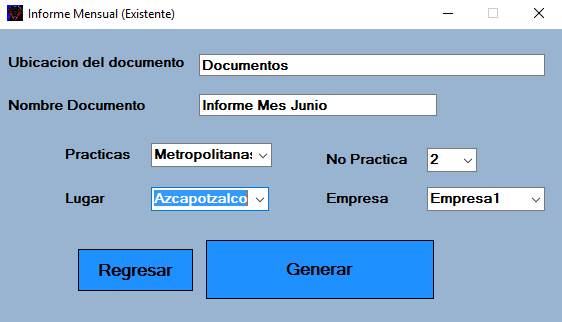 Informe Mensual (Existente)
Ubicacion del documento Documentos
Nombre Documento Informe Mes Junio
Practicas Metropolitanas No Practica 2
Lugar Azcapotzalco Empresa Empresa1
Regresar Generar